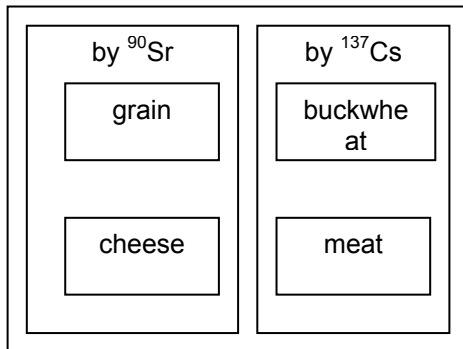 by ⁹⁰Sr
grain
cheese
by ¹³⁷Cs
buckwhe
at
meat